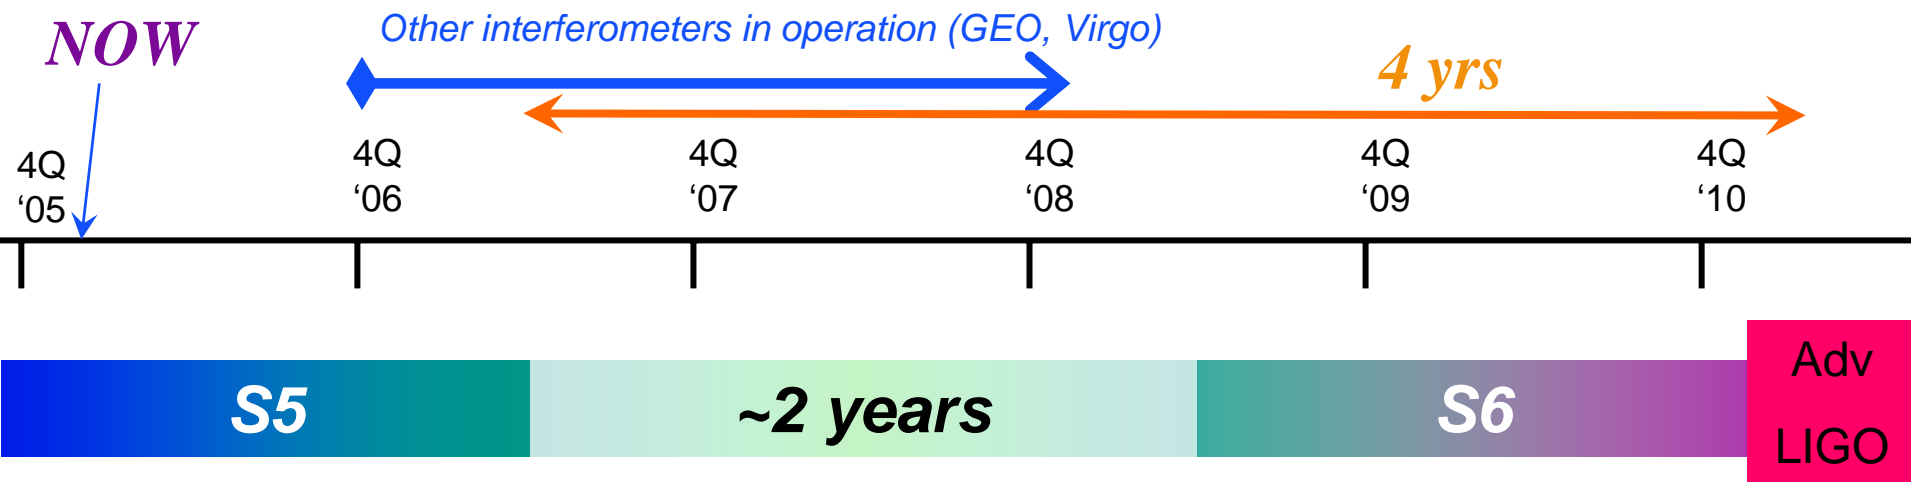 NOW
Other interferometers in operation (GEO, Virgo)
4 yrs
4Q
‘05
4Q
‘06
4Q
‘07
4Q
‘08
4Q
‘09
4Q
‘10
S5
~2 years
S6
Adv
LIGO